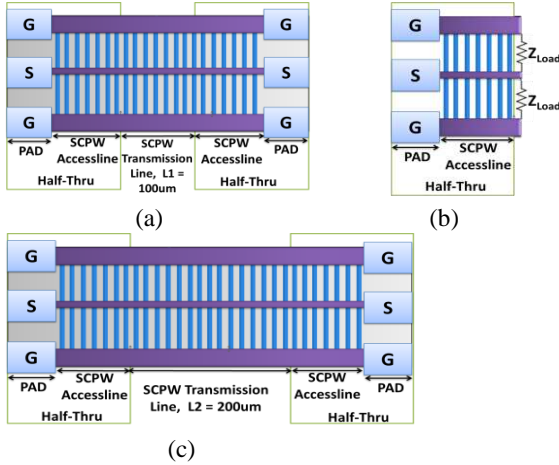 G G
S S
G G
PAD SCPW Accessline SCPW Transmission Line, L1 = 100um SCPW Accessline PAD
Half-Thru Half-Thru
(a)
G
S
G
ZLoad
ZLoad
PAD SCPW Accessline
Half-Thru
(b)
G G
S S
G G
PAD SCPW Accessline SCPW Transmission Line, L2 = 200um SCPW Accessline PAD
Half-Thru Half-Thru
(c)